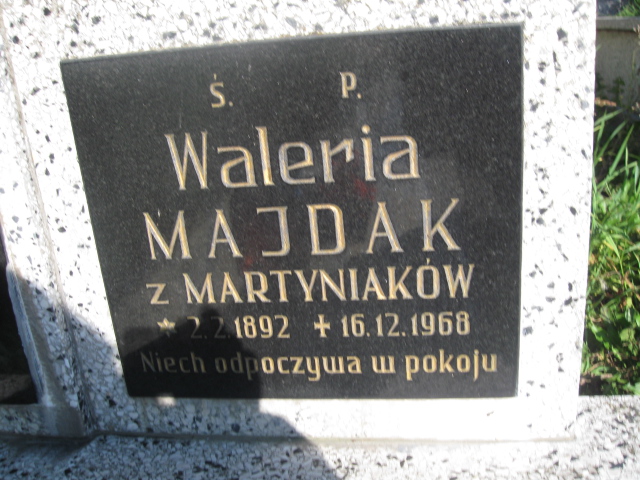 Ś. P.
Waleria
MAJDAK
z MARTYNIAKÓW
* 2.2.1892 ✝ 16.12.1968
Niech odpoczywa w pokoju